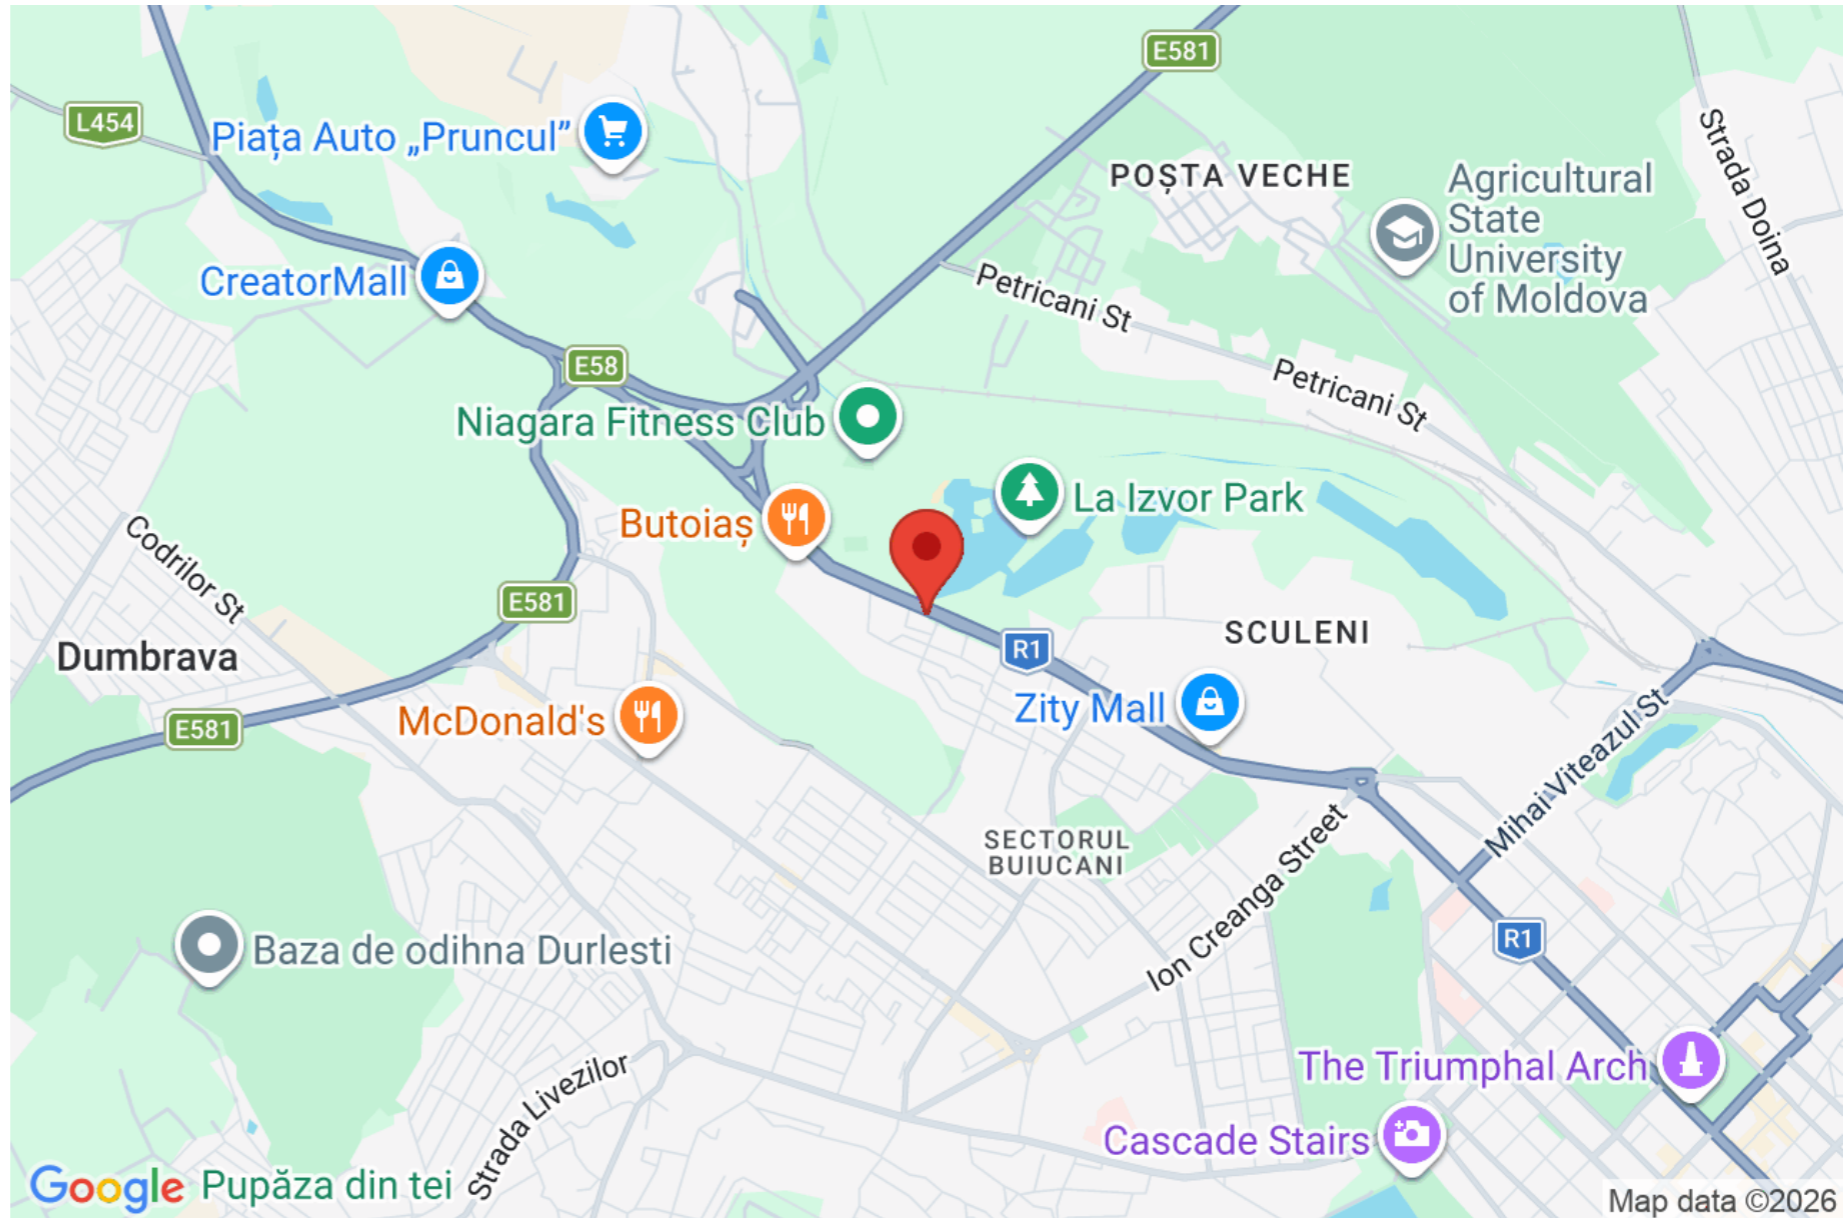 E581
L454
Piața Auto „Pruncul”
POȘTA VECHE
Agricultural
State
University
of Moldova
Strada Doina
CreatorMall
Petricani St
E58
Petricani St
Niagara Fitness Club
La Izvor Park
Butoiaș
Codrilor St
E581
Dumbrava
R1
SCULENI
E581
McDonald's
Zity Mall
Mihai Viteazul St
SECTORUL
BUIUCANI
Ion Creanga Street
R1
Baza de odihna Durlesti
Strada Livezilor
The Triumphal Arch
Cascade Stairs
Google
Pupăza din tei
Map data ©2026